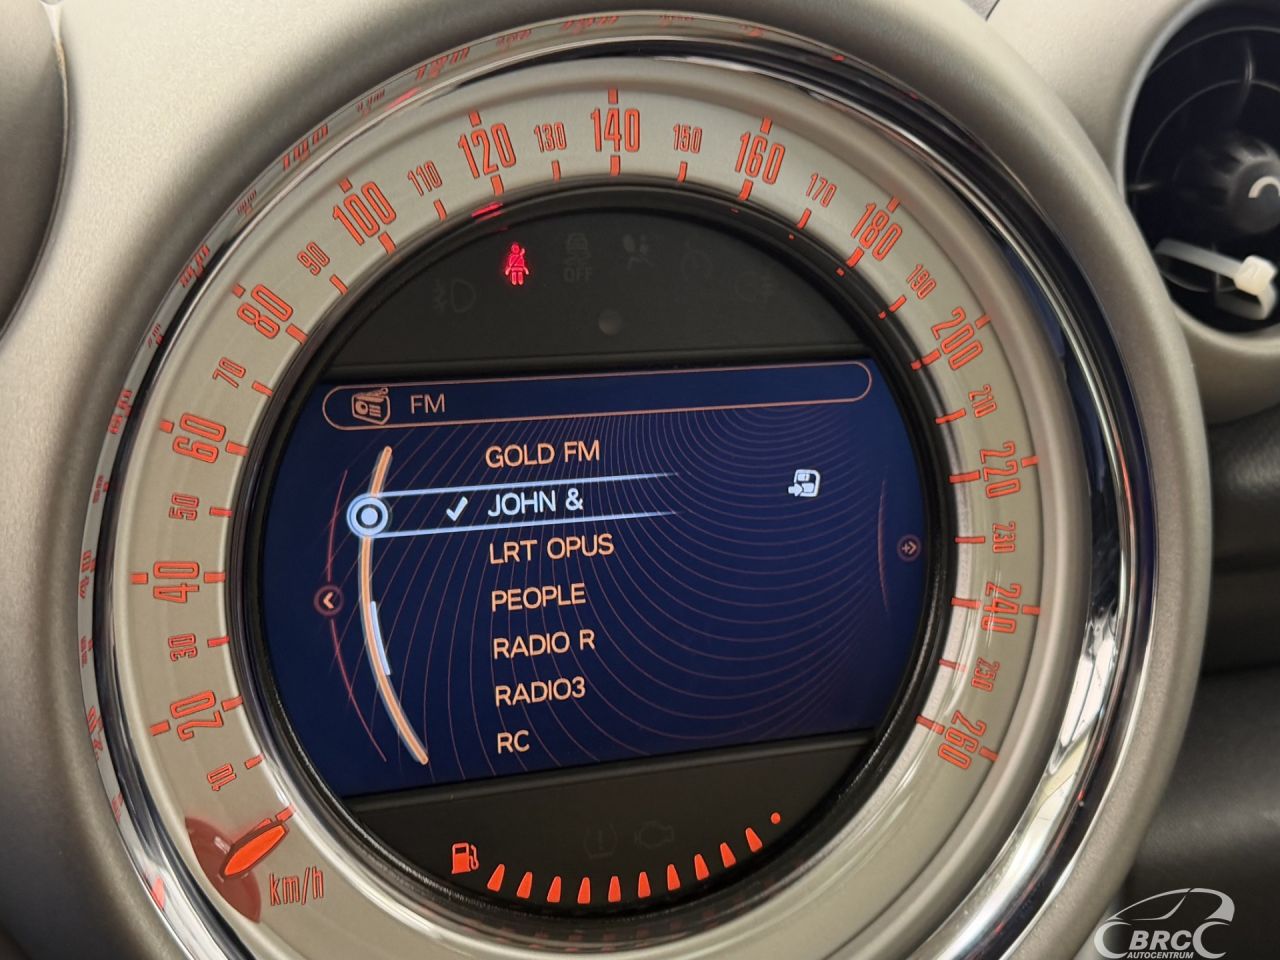 10
20
30
40
50
60
70
80
90
100
110
120
130
140
150
160
170
180
190
200
210
220
230
240
250
260
km/h
OFF
FM
GOLD FM
JOHN &
LRT OPUS
PEOPLE
RADIO R
RADIO3
RC
BRC
AUTOCENTRUM